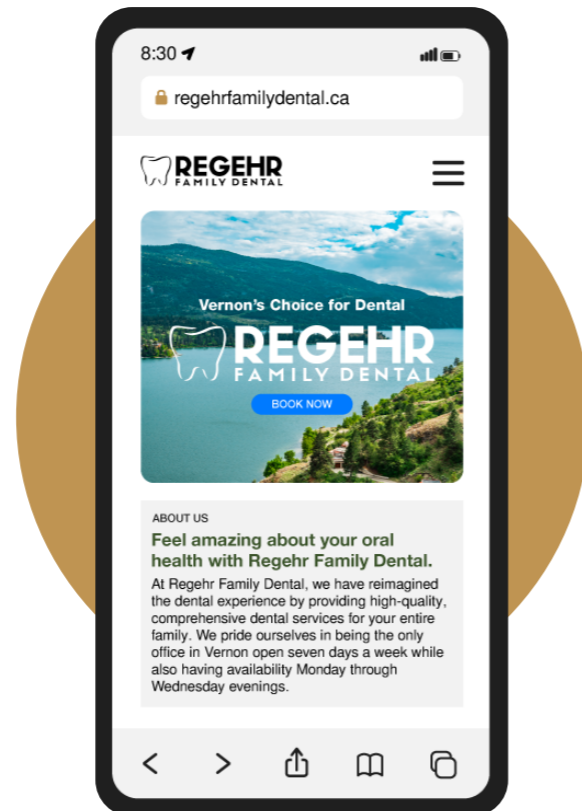 8:30
regehrfamilydental.ca
REGEHR
FAMILY DENTAL
Vernon's Choice for Dental
REGEHR
FAMILY DENTAL
BOOK NOW
ABOUT US
Feel amazing about your oral
health with Regehr Family Dental.
At Regehr Family Dental, we have reimagined
the dental experience by providing high-quality,
comprehensive dental services for your entire
family. We pride ourselves in being the only
office in Vernon open seven days a week while
also having availability Monday through
Wednesday evenings.